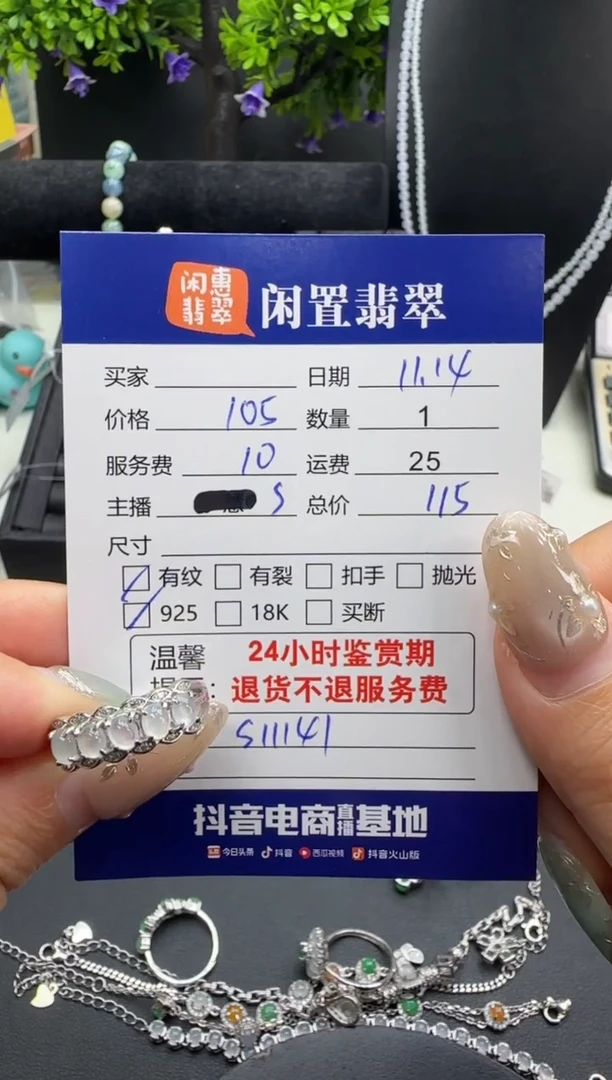 闲惠翡翠 闲置翡翠
买家 日期 11.14
价格 105 数量 1
服务费 10 运费 25
主播 S 总价 115
尺寸
有纹 有裂 扣手 抛光
925 18K 买断
温馨 24小时鉴赏期
： 退货不退服务费
S11141
抖音电商直播基地
今日头条 抖音 西瓜视频 抖音火山版